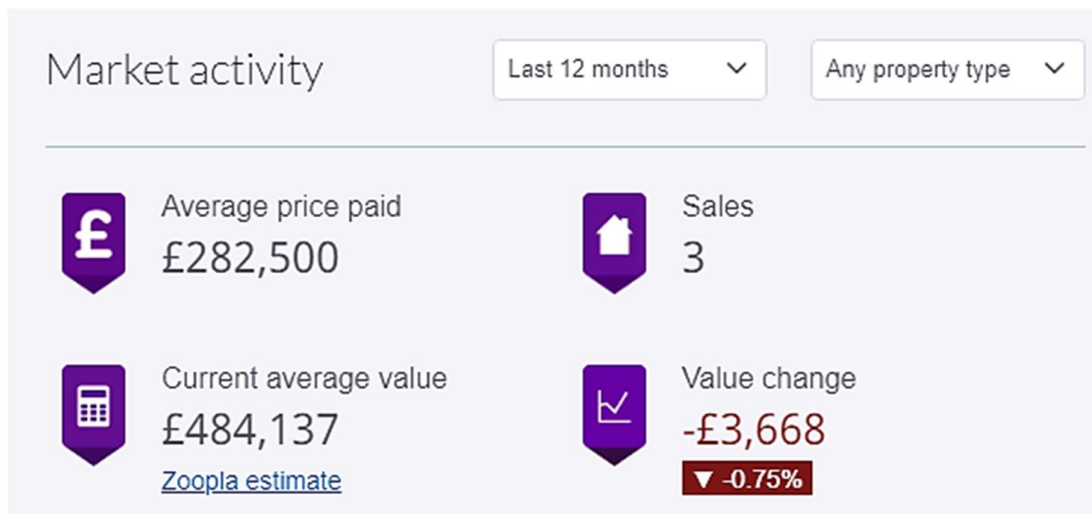 Market activity
Last 12 months
Any property type
£
Average price paid
£282,500
Sales
3
Current average value
£484,137
Zoopla estimate
Value change
-£3,668
▼ -0.75%